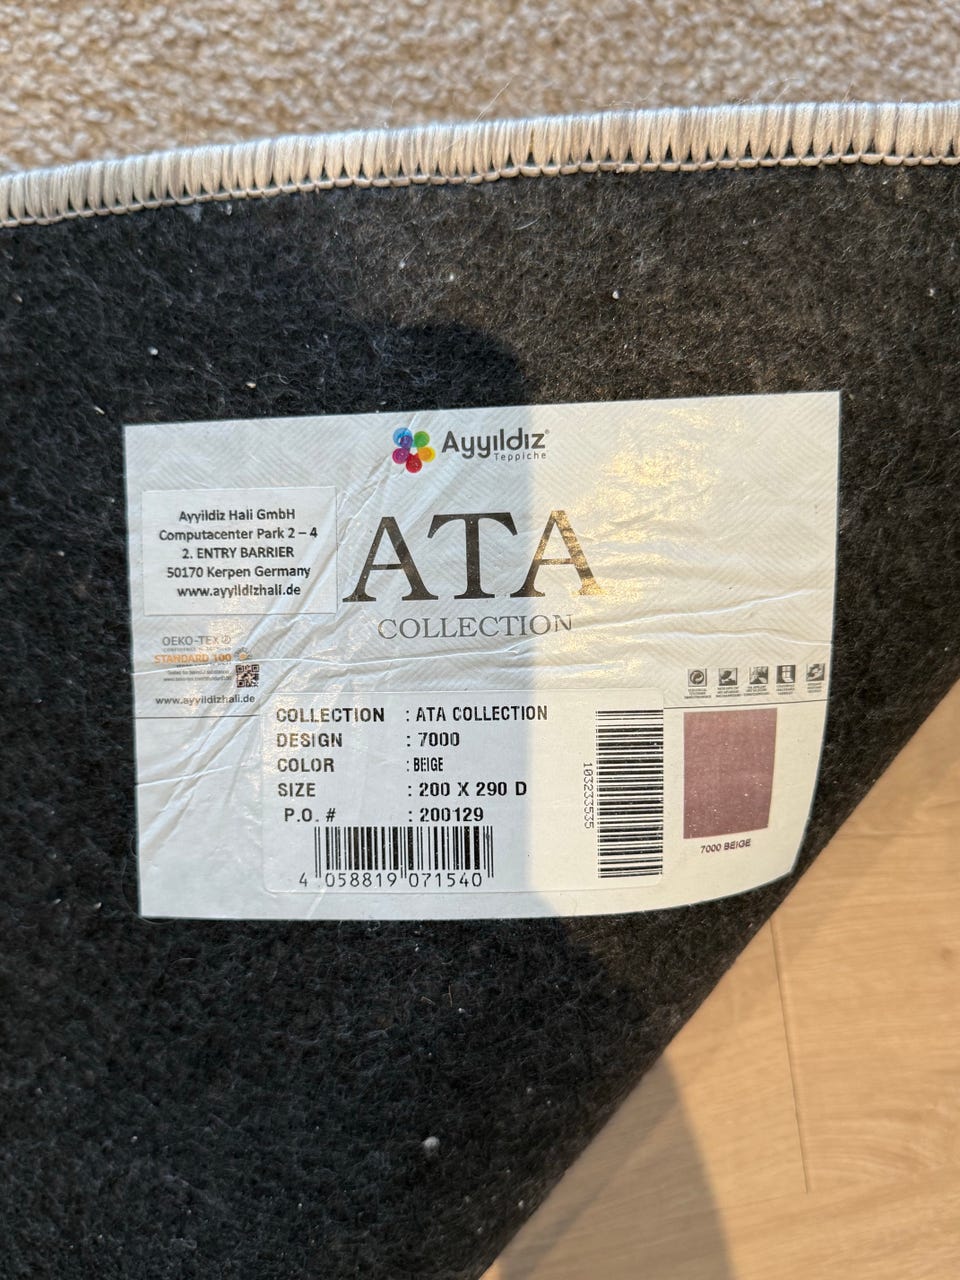 Ayyıldız®
Teppiche
Ayyildiz Hali GmbH
Computacenter Park 2 – 4
2. ENTRY BARRIER
50170 Kerpen Germany
www.ayyildizhali.de
ATA
COLLECTION
OEKO-TEX®
STANDARD 100
www.ayyildizhali.de
COLLECTION : ATA COLLECTION
DESIGN : 7000
COLOR : BEIGE
SIZE : 200 X 290 D
P.O. # : 200129
4 058819 071540
103233535
7000 BEIGE